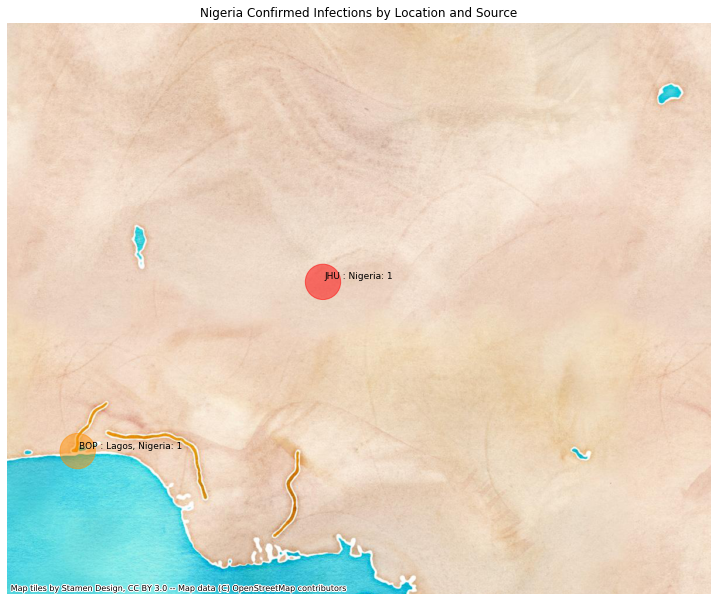 Nigeria Confirmed Infections by Location and Source
JHU : Nigeria: 1
BOP : Lagos, Nigeria: 1
Map tiles by Stamen Design, CC BY 3.0 -- Map data (C) OpenStreetMap contributors